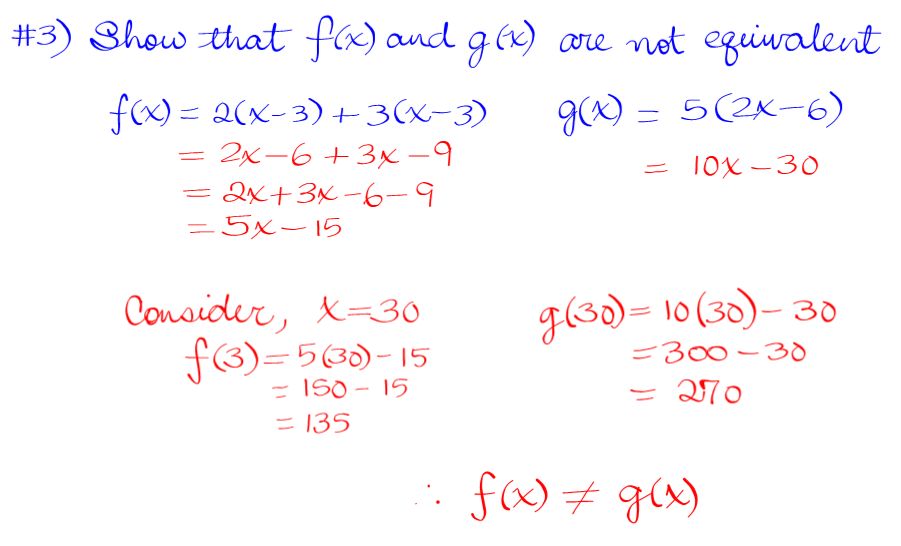 #3) Show that f(x) and g(x) are not equivalent
f(x) = 2(x-3)+3(x-3)
= 2x-6+3x-9
= 2x+3x-6-9
= 5x-15
g(x) = 5(2x-6)
= 10x-30
Consider, x=30
f(3)=5(30)-15
= 150-15
= 135
g(30)=10(30)-30
=300-30
= 270
∴ f(x) ≠ g(x)